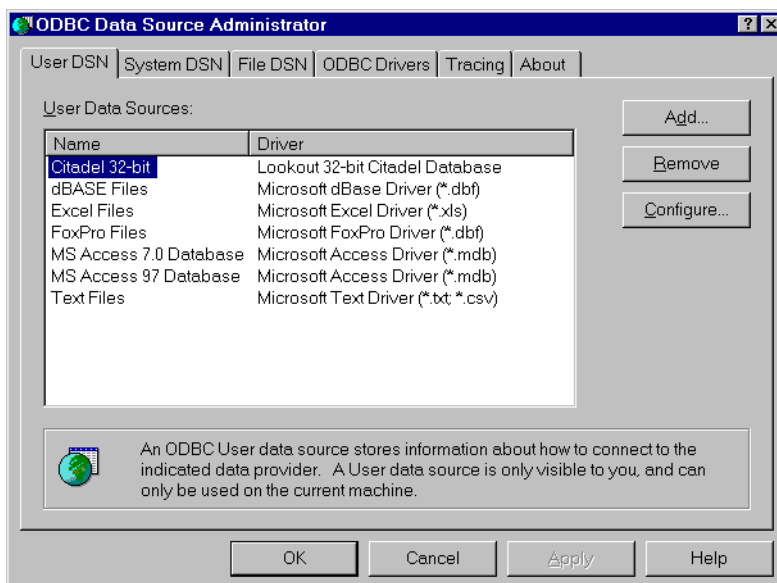 ODBC Data Source Administrator
User DSN System DSN File DSN ODBC Drivers Tracing About
User Data Sources:
Name Driver
Citadel 32-bit Lookout 32-bit Citadel Database
dBASE Files Microsoft dBase Driver (*.dbf)
Excel Files Microsoft Excel Driver (*.xls)
FoxPro Files Microsoft FoxPro Driver (*.dbf)
MS Access 7.0 Database Microsoft Access Driver (*.mdb)
MS Access 97 Database Microsoft Access Driver (*.mdb)
Text Files Microsoft Text Driver (*.txt; *.csv)
Add...
Remove
Configure...
An ODBC User data source stores information about how to connect to the
indicated data provider. A User data source is only visible to you, and can
only be used on the current machine.
OK Cancel Apply Help